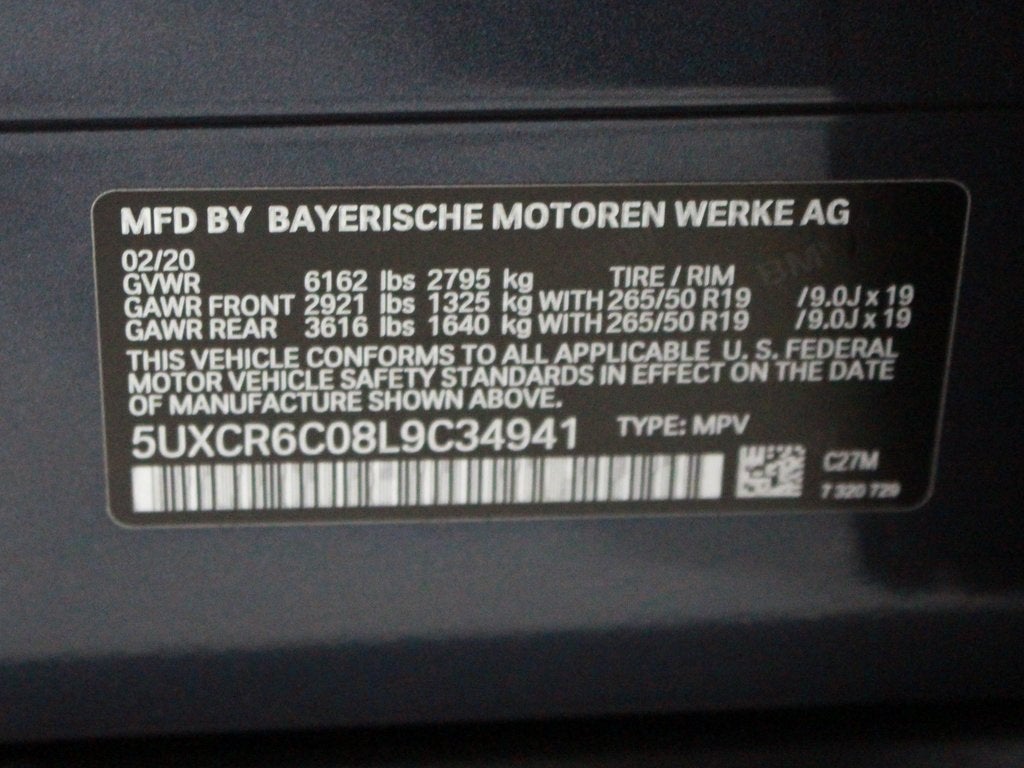 MFD BY BAYERISCHE MOTOREN WERKE AG
02/20
GVWR 6162 lbs 2795 kg TIRE / RIM
GAWR FRONT 2921 lbs 1325 kg WITH 265/50 R19 /9.0J x 19
GAWR REAR 3616 lbs 1640 kg WITH 265/50 R19 /9.0J x 19
THIS VEHICLE CONFORMS TO ALL APPLICABLE U. S. FEDERAL
MOTOR VEHICLE SAFETY STANDARDS IN EFFECT ON THE DATE
OF MANUFACTURE SHOWN ABOVE.
5UXCR6C08L9C34941 TYPE: MPV
C27M
7 320 729